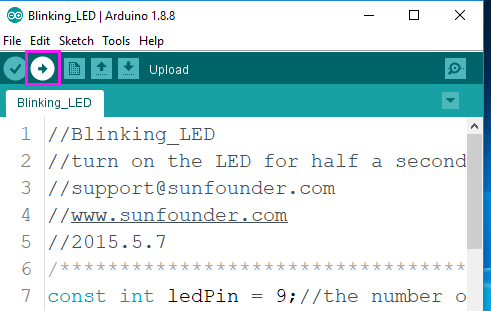 Blinking_LED | Arduino 1.8.8
File Edit Sketch Tools Help
Upload
Blinking_LED
1 //Blinking_LED
2 //turn on the LED for half a second
3 //support@sunfounder.com
4 //www.sunfounder.com
5 //2015.5.7
6 /***********************************
7 const int ledPin = 9;//the number o